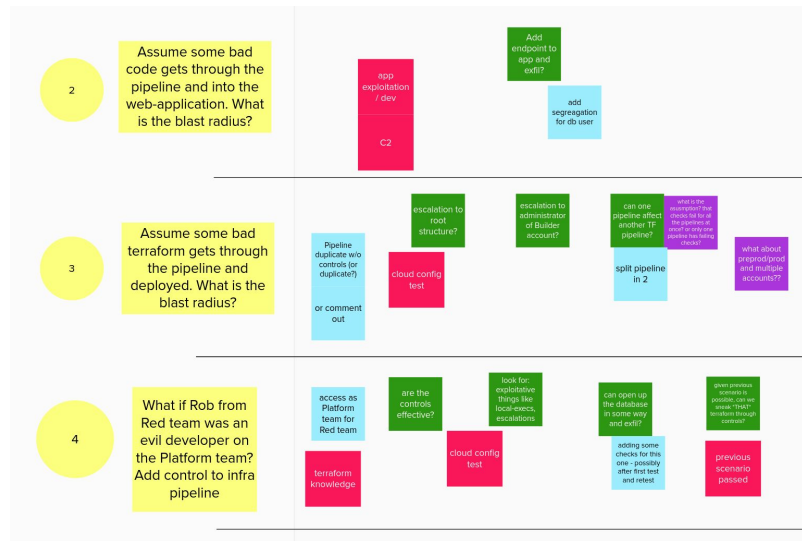 2
Assume some bad
code gets through the
pipeline and into the
web-application. What
is the blast radius?
app
exploitation
/ dev
C2
Add
endpoint to
app and
exfil?
add
segreagation
for db user
3
Assume some bad
terraform gets through
the pipeline and
deployed. What is the
blast radius?
Pipeline
duplicate w/o
controls (or
duplicate?)
or comment
out
escalation to
root
structure?
cloud config
test
escalation to
administrator
of Builder
account?
can one
pipeline affect
another TF
pipeline?
split pipeline
in 2
what is the
asusmption? that
checks fail for all
the pipelines at
once? or only one
pipeline has failing
checks?
what about
preprod/prod
and multiple
accounts??
4
What if Rob from
Red team was an
evil developer on
the Platform team?
Add control to infra
pipeline
access as
Platform
team for
Red team
terraform
knowledge
are the
controls
effective?
cloud config
test
look for:
exploitative
things like
local-execs,
escalations
can open up
the database
in some way
and exfil?
adding some
checks for this
one - possibly
after first test
and retest
given previous
scenario is
possible, can we
sneak "THAT"
terraform through
controls?
previous
scenario
passed